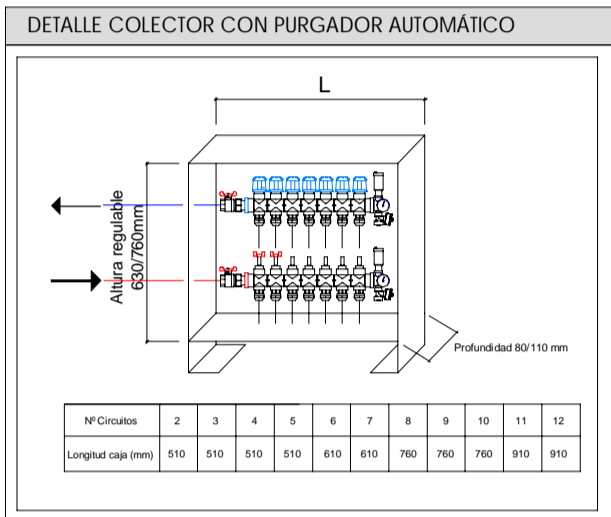 DETALLE COLECTOR CON PURGADOR AUTOMÁTICO
L
Altura regulable
630/760mm
Profundidad 80/110 mm
Nº Circuitos 2 3 4 5 6 7 8 9 10 11 12
Longitud caja (mm) 510 510 510 510 610 610 760 760 760 910 910